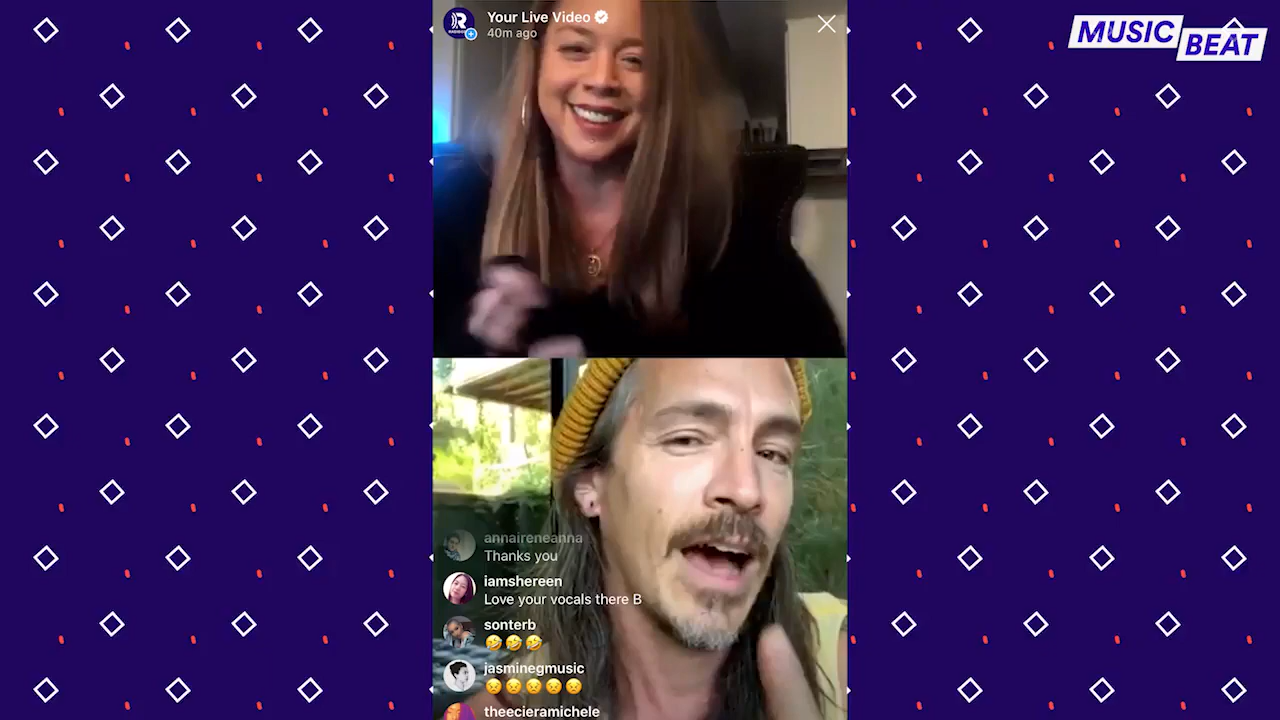 Your Live Video
40m ago
MUSIC
BEAT
annaireneanna
Thanks you
iamshereen
Love your vocals there B
sonterb
🤣🤣🤣
jasminegmusic
😣😣😣😣😣
theecieramichele